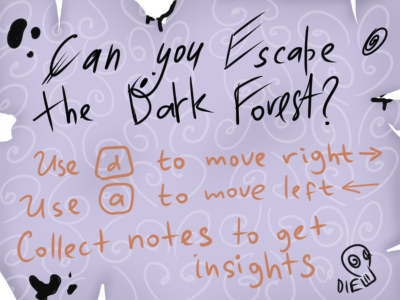 Can you Escape
the Dark Forest?
Use d to move right →
Use a to move left ←
Collect notes to get
insights
DIE